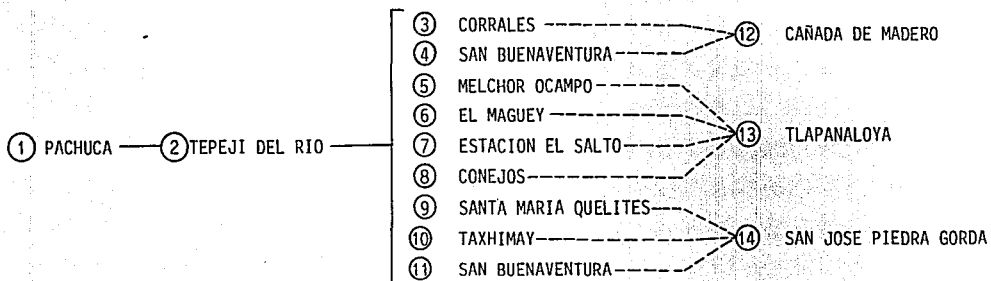 3 CORRALES 12 CAÑADA DE MADERO
4 SAN BUENAVENTURA
5 MELCHOR OCAMPO
6 EL MAGUEY 13 TLAPANALOYA
1 PACHUCA 2 TEPEJI DEL RIO 7 ESTACION EL SALTO
8 CONEJOS
9 SANTA MARIA QUELITES
10 TAXHIMAY 14 SAN JOSE PIEDRA GORDA
11 SAN BUENAVENTURA